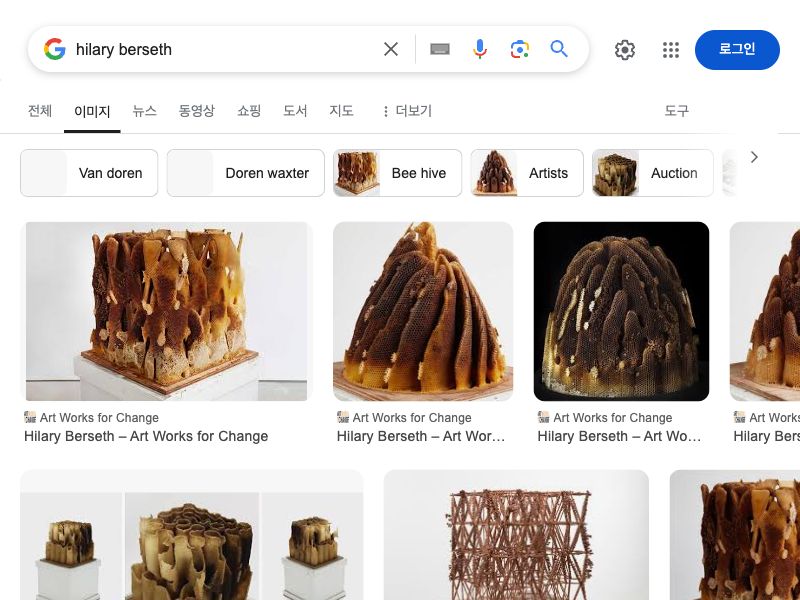 hilary berseth
로그인
전체 이미지 뉴스 동영상 쇼핑 도서 지도 더보기 도구
Van doren Doren waxter Bee hive Artists Auction
Art Works for Change Art Works for Change Art Works for Change Art Works
Hilary Berseth – Art Works for Change Hilary Berseth – Art Wor… Hilary Berseth – Art Wo… Hilary Bers